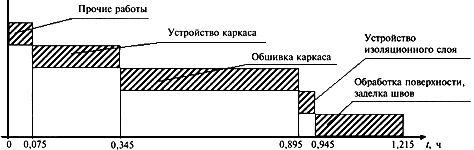 Прочие работы
Устройство каркаса
Обшивка каркаса
Устройство
изоляционного слоя
Обработка поверхности,
заделка швов
0 0,075 0,345 0,895 0,945 1,215 t, ч